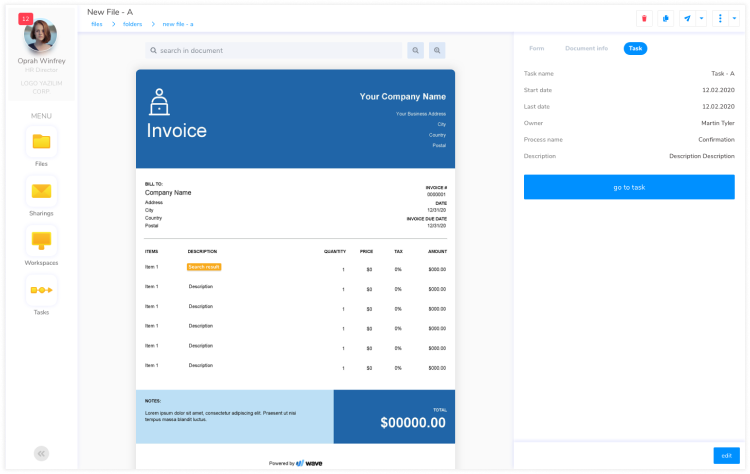 12
Oprah Winfrey
HR Director
LOGO YAZILIM
CORP
MENU
Files
Sharings
Workspaces
Tasks
New File - A
files > folders > new file - a
search in document
Invoice
Your Company Name
Your Business Address
City
Country
Postal
BILL TO:
Company Name
Address
City
Country
Postal
INVOICE #
0000001
DATE
12/31/20
INVOICE DUE DATE
12/31/20
ITEMS DESCRIPTION QUANTITY PRICE TAX AMOUNT
Item 1 Search result 1 $0 0% $000.00
Item 1 Description 1 $0 0% $000.00
Item 1 Description 1 $0 0% $000.00
Item 1 Description 1 $0 0% $000.00
Item 1 Description 1 $0 0% $000.00
Item 1 Description 1 $0 0% $000.00
NOTES:
Lorem ipsum dolor sit amet, consectetur adipiscing elit. Praesent ut nisi
tempus massa blandit luctus.
TOTAL
$00000.00
Powered by wave
Form Document info Task
Task name Task - A
Start date 12.02.2020
Last date 12.02.2020
Owner Martin Tyler
Process name Confirmation
Description Description Description
go to task
edit